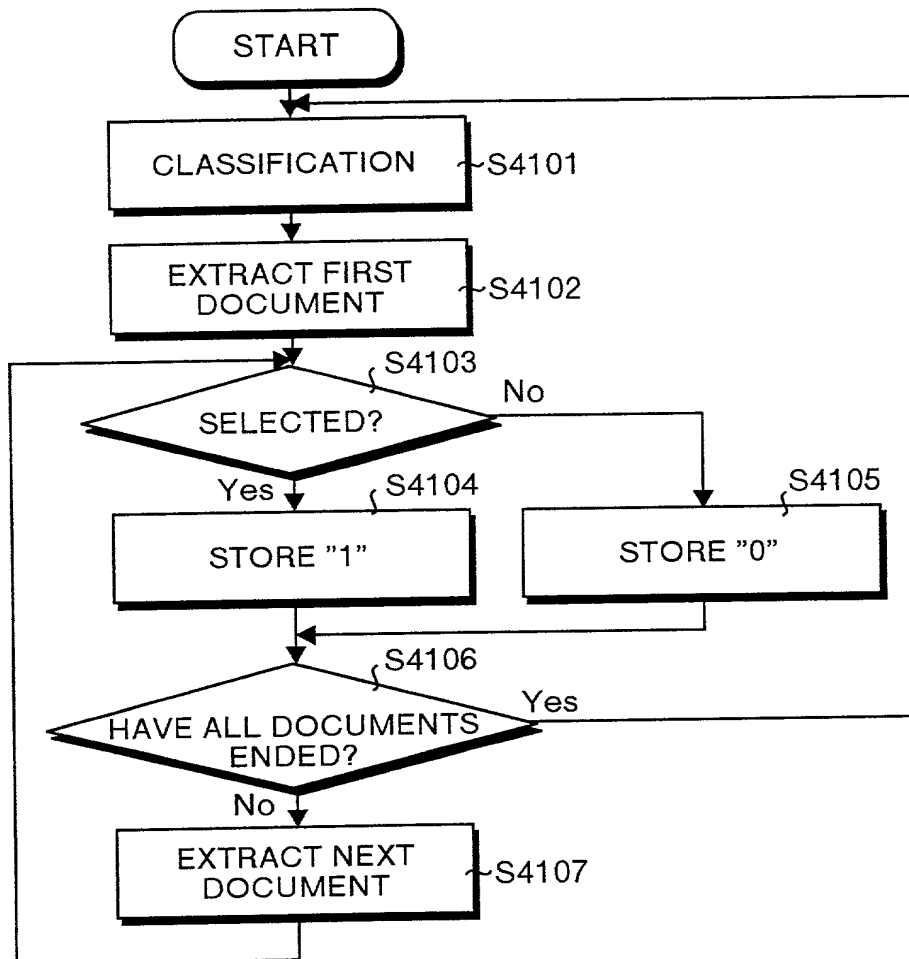 START
CLASSIFICATION
S4101
EXTRACT FIRST
DOCUMENT
S4102
S4103
SELECTED?
No
Yes
S4104
STORE ”1”
S4105
STORE ”0”
S4106
HAVE ALL DOCUMENTS
ENDED?
Yes
No
EXTRACT NEXT
DOCUMENT
S4107